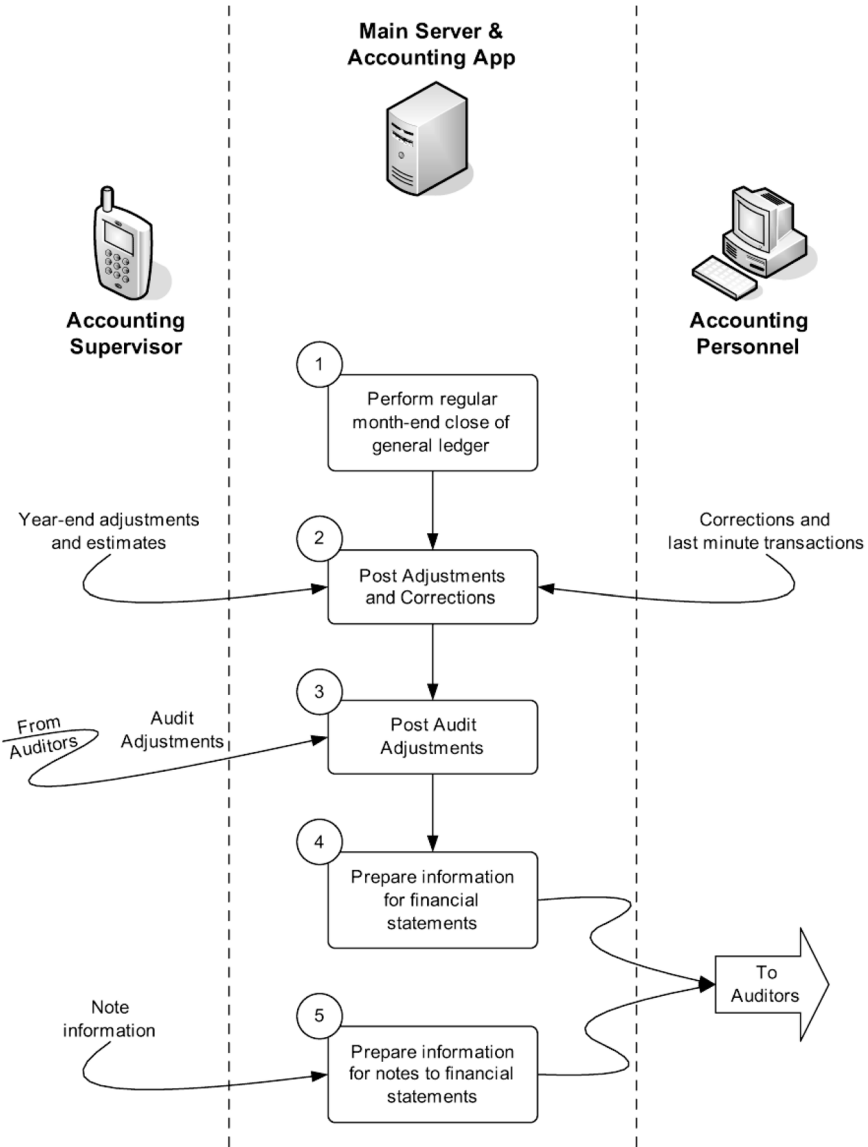 Main Server &
Accounting App
Accounting
Supervisor
Accounting
Personnel
1
Perform regular
month-end close of
general ledger
Year-end adjustments
and estimates
2
Post Adjustments
and Corrections
Corrections and
last minute transactions
From
Auditors
Audit
Adjustments
3
Post Audit
Adjustments
4
Prepare information
for financial
statements
To
Auditors
Note
information
5
Prepare information
for notes to financial
statements